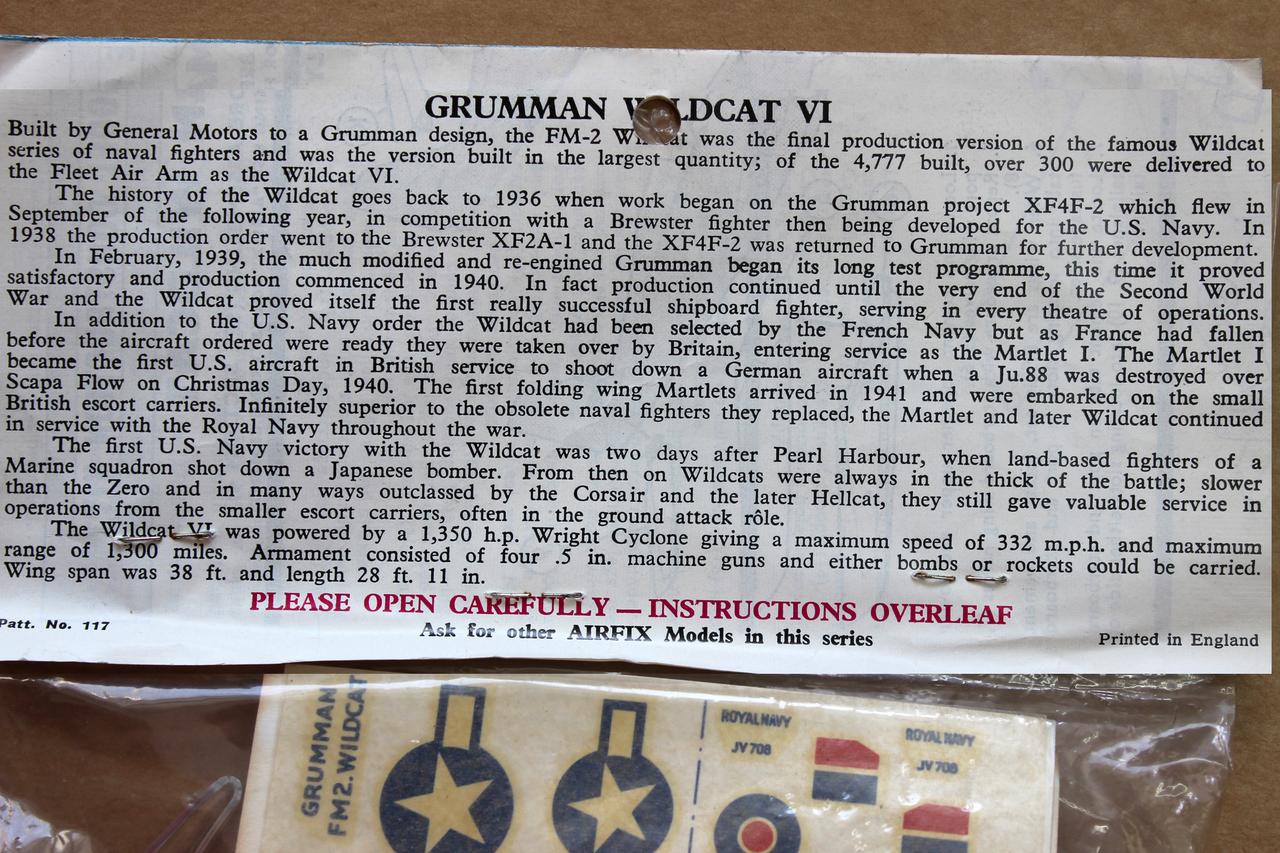 GRUMMAN WILDCAT VI
Built by General Motors to a Grumman design, the FM-2 Wildcat was the final production version of the famous Wildcat
series of naval fighters and was the version built in the largest quantity; of the 4,777 built, over 300 were delivered to
the Fleet Air Arm as the Wildcat VI.
The history of the Wildcat goes back to 1936 when work began on the Grumman project XF4F-2 which flew in
September of the following year, in competition with a Brewster fighter then being developed for the U.S. Navy. In
1938 the production order went to the Brewster XF2A-1 and the XF4F-2 was returned to Grumman for further development.
In February, 1939, the much modified and re-engined Grumman began its long test programme, this time it proved
satisfactory and production commenced in 1940. In fact production continued until the very end of the Second World
War and the Wildcat proved itself the first really successful shipboard fighter, serving in every theatre of operations.
In addition to the U.S. Navy order the Wildcat had been selected by the French Navy but as France had fallen
before the aircraft ordered were ready they were taken over by Britain, entering service as the Martlet I. The Martlet I
became the first U.S. aircraft in British service to shoot down a German aircraft when a Ju.88 was destroyed over
Scapa Flow on Christmas Day, 1940. The first folding wing Martlets arrived in 1941 and were embarked on the small
British escort carriers. Infinitely superior to the obsolete naval fighters they replaced, the Martlet and later Wildcat continued
in service with the Royal Navy throughout the war.
The first U.S. Navy victory with the Wildcat was two days after Pearl Harbour, when land-based fighters of a
Marine squadron shot down a Japanese bomber. From then on Wildcats were always in the thick of the battle; slower
than the Zero and in many ways outclassed by the Corsair and the later Hellcat, they still gave valuable service in
operations from the smaller escort carriers, often in the ground attack rôle.
The Wildcat VI was powered by a 1,350 h.p. Wright Cyclone giving a maximum speed of 332 m.p.h. and maximum
range of 1,300 miles. Armament consisted of four .5 in. machine guns and either bombs or rockets could be carried.
Wing span was 38 ft. and length 28 ft. 11 in.
PLEASE OPEN CAREFULLY — INSTRUCTIONS OVERLEAF
Patt. No. 117
Ask for other AIRFIX Models in this series
Printed in England
GRUMMAN
FM2.WILDCAT
ROYAL NAVY
JV 708
ROYAL NAVY
JV 708